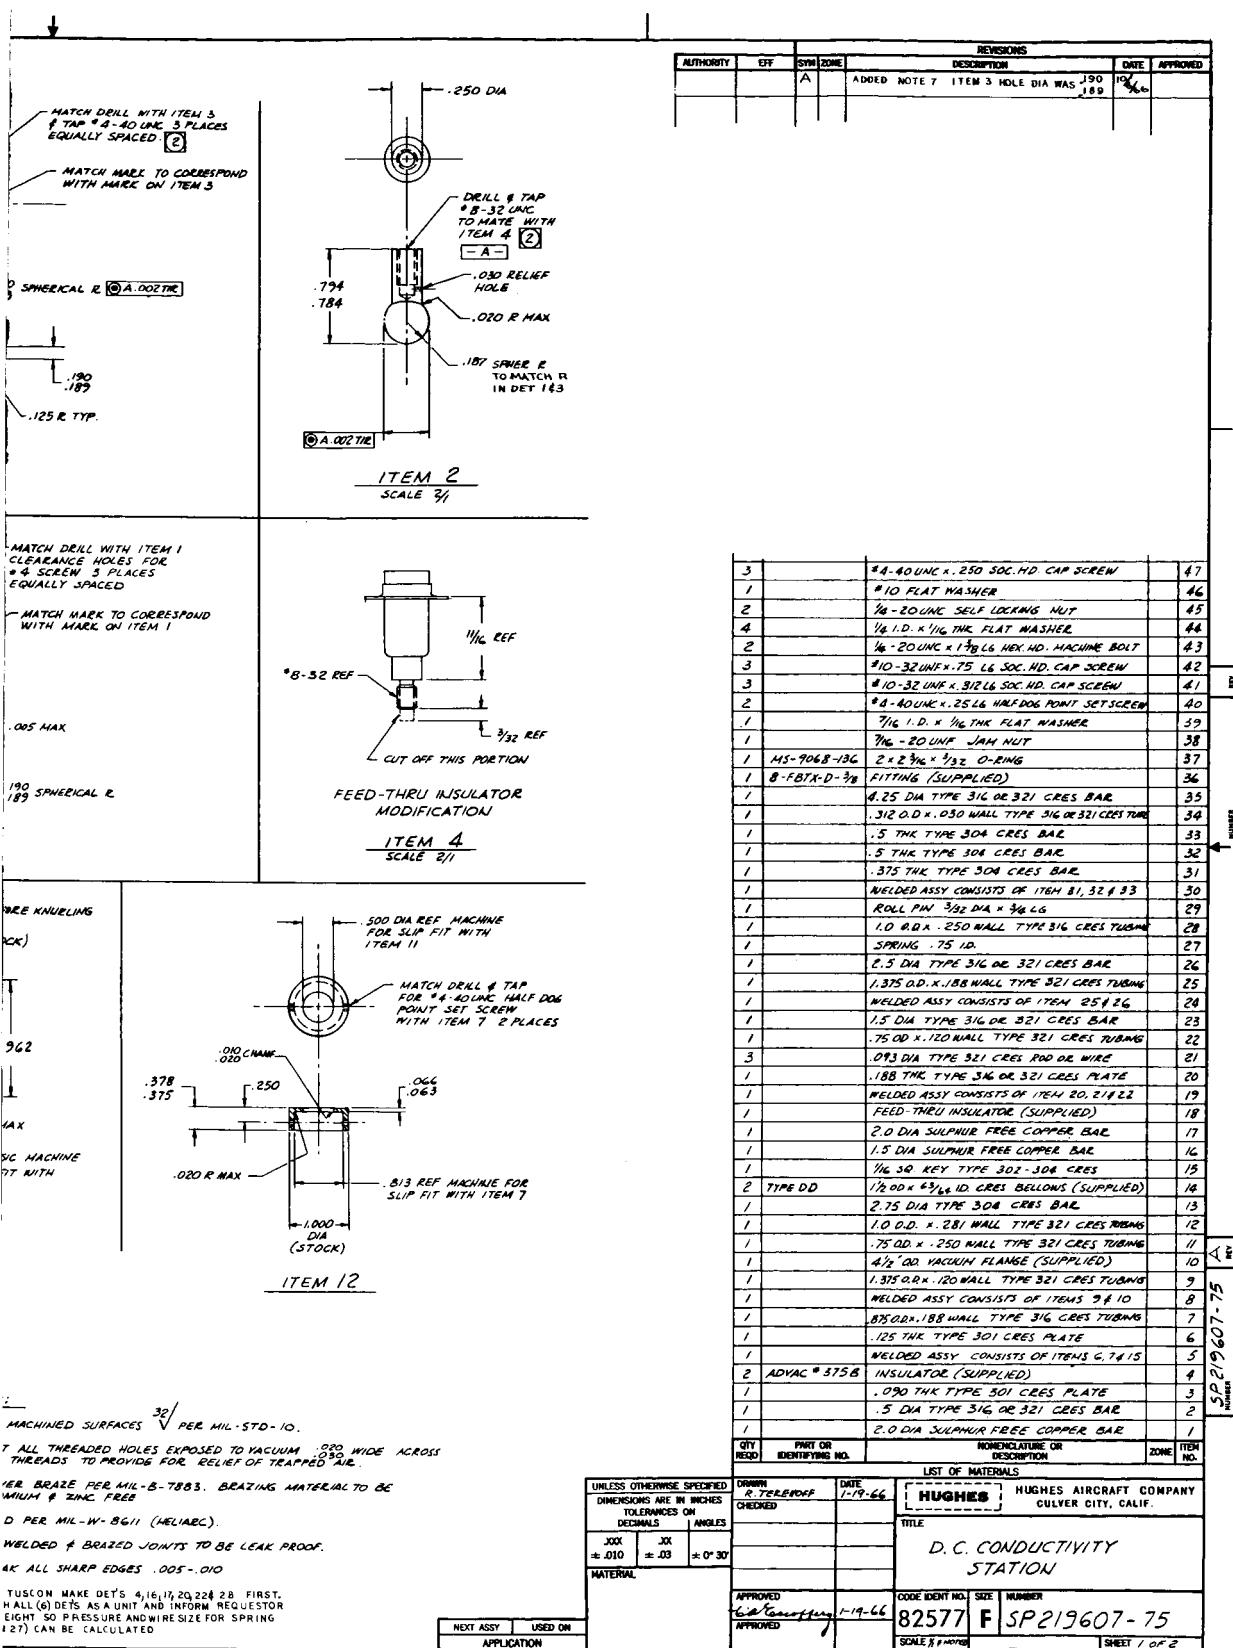 REVISIONS
AUTHORITY EFF SYM ZONE DESCRIPTION DATE APPROVED
A ADDED NOTE 7 ITEM 3 HOLE DIA WAS .190 .189
MATCH DRILL WITH ITEM 3
& TAP #4-40 UNC 3 PLACES
EQUALLY SPACED. 2
MATCH MARK TO CORRESPOND
WITH MARK ON ITEM 3
SPHERICAL R A .002 TIR
.190
.189
.125 R TYP.
.250 DIA
DRILL & TAP
#8-32 UNC
TO MATE WITH
ITEM 4 2
-A-
.030 RELIEF
HOLE
.794
.784
.020 R MAX
.187 SPHER R
TO MATCH R
IN DET 1&3
A .002 TIR
ITEM 2
SCALE 2/1
MATCH DRILL WITH ITEM 1
CLEARANCE HOLES FOR
#4 SCREW 3 PLACES
EQUALLY SPACED
MATCH MARK TO CORRESPOND
WITH MARK ON ITEM 1
.005 MAX
190
189 SPHERICAL R
11/16 REF
#8-32 REF
3/32 REF
CUT OFF THIS PORTION
FEED-THRU INSULATOR
MODIFICATION
ITEM 4
SCALE 2/1
ORE KNURLING
CK)
962
MAX
MACHINE
WITH
.500 DIA REF MACHINE
FOR SLIP FIT WITH
ITEM 11
MATCH DRILL & TAP
FOR #4-40 UNC HALF DOG
POINT SET SCREW
WITH ITEM 7 2 PLACES
.010
.020 CHAMF
.378
.375
.250
.066
.063
.020 R MAX
.813 REF MACHINE FOR
SLIP FIT WITH ITEM 7
1.000
DIA
(STOCK)
ITEM 12
MACHINED SURFACES 32/ PER MIL-STD-10.
T ALL THREADED HOLES EXPOSED TO VACUUM .020 .030 WIDE ACROSS
THREADS TO PROVIDE FOR RELIEF OF TRAPPED AIR.
ER BRAZE PER MIL-B-7883. BRAZING MATERIAL TO BE
MIUM & ZINC FREE
D PER MIL-W-8611 (HELIARC).
WELDED & BRAZED JOINTS TO BE LEAK PROOF.
AK ALL SHARP EDGES .005-.010
TUSCON MAKE DET'S 4,16,17,20,22& 28 FIRST.
H ALL (6) DETS AS A UNIT AND INFORM REQUESTOR
EIGHT SO PRESSURE AND WIRE SIZE FOR SPRING
27) CAN BE CALCULATED
3 #4-40 UNC x .250 SOC. HD. CAP SCREW 47
1 #10 FLAT WASHER 46
2 1/4-20 UNC SELF LOCKING NUT 45
4 1/4 I.D. x 1/16 THK FLAT WASHER 44
2 1/4-20 UNC x 1 3/8 LG HEX. HD. MACHINE BOLT 43
3 #10-32 UNF x .75 LG SOC. HD. CAP SCREW 42
3 #10-32 UNF x .312 LG SOC. HD. CAP SCREW 41
2 #4-40 UNC x .25 LG HALF DOG POINT SET SCREW 40
1 7/16 I.D. x 1/16 THK FLAT WASHER 39
1 7/16-20 UNF JAM NUT 38
1 MS-9068-136 2 x 2 3/16 x 3/32 O-RING 37
1 8-FBTX-D-3/8 FITTING (SUPPLIED) 36
1 4.25 DIA TYPE 316 OR 321 CRES BAR 35
1 .312 O.D x .030 WALL TYPE 316 OR 321 CRES TUBE 34
1 .5 THK TYPE 304 CRES BAR 33
1 .5 THK TYPE 304 CRES BAR 32
1 .375 THK TYPE 304 CRES BAR 31
1 WELDED ASSY CONSISTS OF ITEM 31, 32 & 33 30
1 ROLL PIN 3/32 DIA x 3/4 LG 29
1 1.0 O.D x .250 WALL TYPE 316 CRES TUBING 28
1 SPRING .75 I.D. 27
1 2.5 DIA TYPE 316 OR 321 CRES BAR 26
1 1.375 O.D. x .188 WALL TYPE 321 CRES TUBING 25
1 WELDED ASSY CONSISTS OF ITEM 25 & 26 24
1 1.5 DIA TYPE 316 OR 321 CRES BAR 23
1 .75 OD x .120 WALL TYPE 321 CRES TUBING 22
3 .093 DIA TYPE 321 CRES ROD OR WIRE 21
1 .188 THK TYPE 316 OR 321 CRES PLATE 20
1 WELDED ASSY CONSISTS OF ITEM 20, 21 & 22 19
1 FEED-THRU INSULATOR (SUPPLIED) 18
1 2.0 DIA SULPHUR FREE COPPER BAR 17
1 1.5 DIA SULPHUR FREE COPPER BAR 16
1 1/16 SQ. KEY TYPE 302-304 CRES 15
2 TYPE DD 1 1/2 OD x 63/64 ID. CRES BELLOWS (SUPPLIED) 14
1 2.75 DIA TYPE 304 CRES BAR 13
1 1.0 O.D. x .281 WALL TYPE 321 CRES TUBING 12
1 .75 O.D. x .250 WALL TYPE 321 CRES TUBING 11
1 4 1/2" OD. VACUUM FLANGE (SUPPLIED) 10
1 1.375 O.D x .120 WALL TYPE 321 CRES TUBING 9
1 WELDED ASSY CONSISTS OF ITEMS 9 & 10 8
1 .875 O.D x .188 WALL TYPE 316 CRES TUBING 7
1 .125 THK TYPE 301 CRES PLATE 6
1 WELDED ASSY CONSISTS OF ITEMS 6, 7 & 15 5
2 ADVAC #375B INSULATOR (SUPPLIED) 4
1 .090 THK TYPE 301 CRES PLATE 3
1 .5 DIA TYPE 316 OR 321 CRES BAR 2
1 2.0 DIA SULPHUR FREE COPPER BAR 1
QTY REQD PART OR IDENTIFYING NO. NOMENCLATURE OR DESCRIPTION ZONE ITEM NO.
LIST OF MATERIALS
UNLESS OTHERWISE SPECIFIED
DIMENSIONS ARE IN INCHES
TOLERANCES ON
DECIMALS ANGLES
.XXX .XX
± .010 ± .03 ± 0° 30'
MATERIAL
NEXT ASSY USED ON
APPLICATION
DRAWN DATE
R. TERENOFF 1-19-66
CHECKED
APPROVED
1-19-66
APPROVED
HUGHES HUGHES AIRCRAFT COMPANY
CULVER CITY, CALIF.
TITLE
D.C. CONDUCTIVITY
STATION
CODE IDENT NO. SIZE NUMBER
82577 F SP 219607-75
SCALE SHEET 1 OF 2
REV
NUMBER
A REV
SP 219607-75
NUMBER